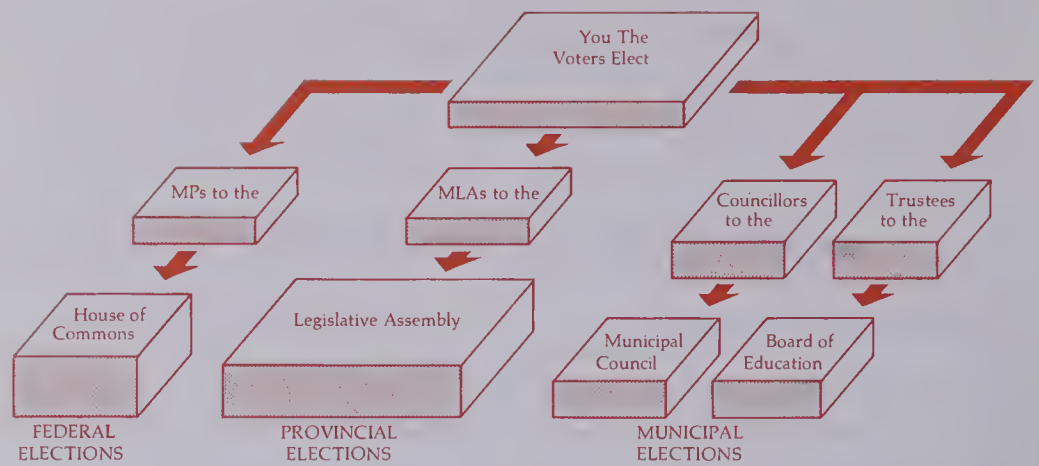 You The
Voters Elect
MPs to the
MLAs to the
Councillors
to the
Trustees
to the
House of
Commons
Legislative Assembly
Municipal
Council
Board of
Education
FEDERAL
ELECTIONS
PROVINCIAL
ELECTIONS
MUNICIPAL
ELECTIONS